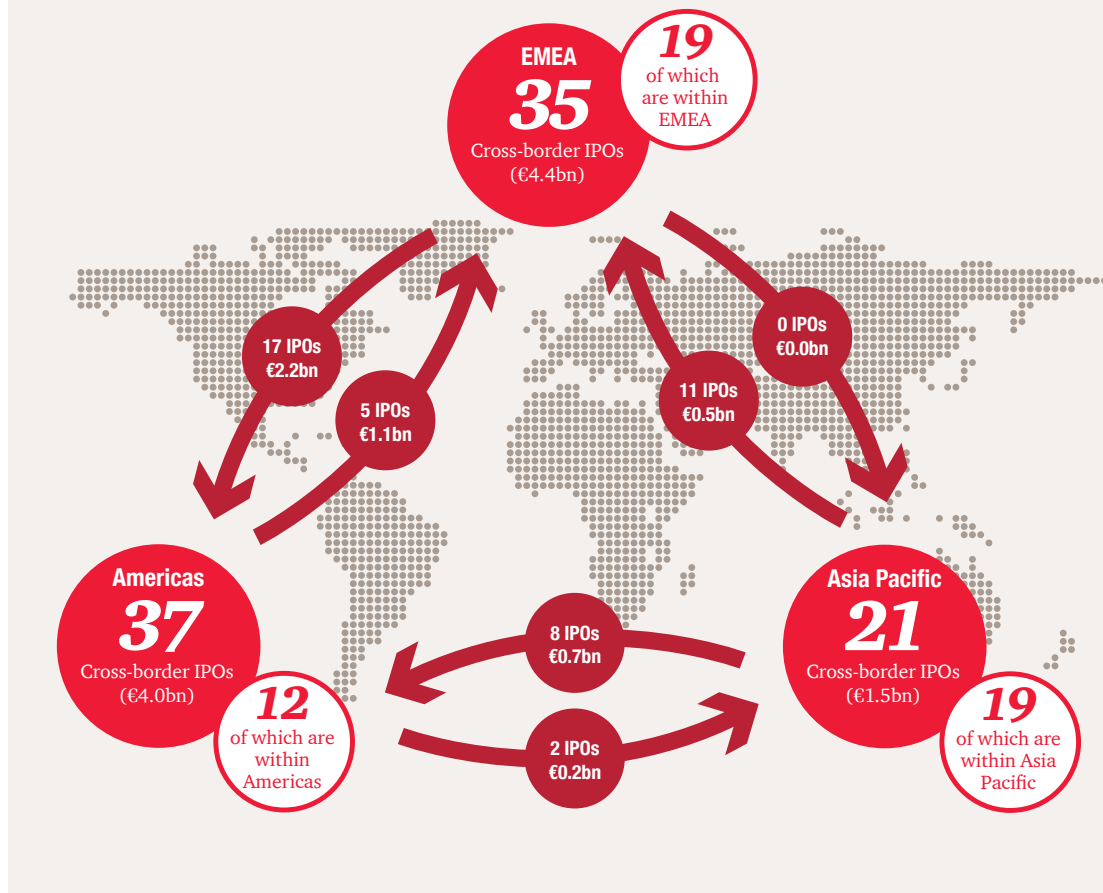 EMEA
35
Cross-border IPOs
(€4.4bn)
19
of which
are within
EMEA
17 IPOs
€2.2bn
5 IPOs
€1.1bn
11 IPOs
€0.5bn
0 IPOs
€0.0bn
Americas
37
Cross-border IPOs
(€4.0bn)
12
of which are
within
Americas
8 IPOs
€0.7bn
2 IPOs
€0.2bn
Asia Pacific
21
Cross-border IPOs
(€1.5bn)
19
of which are
within Asia
Pacific